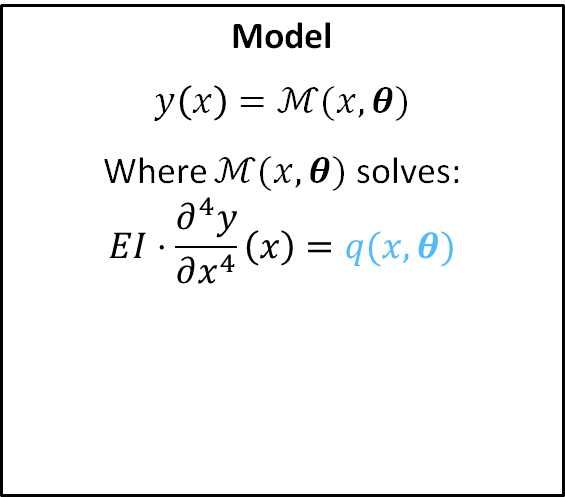 Model
y(x) = ℳ(x, 𝜽)
Where ℳ(x, 𝜽) solves:
EI · ∂⁴y/∂x⁴ (x) = q(x, 𝜽)